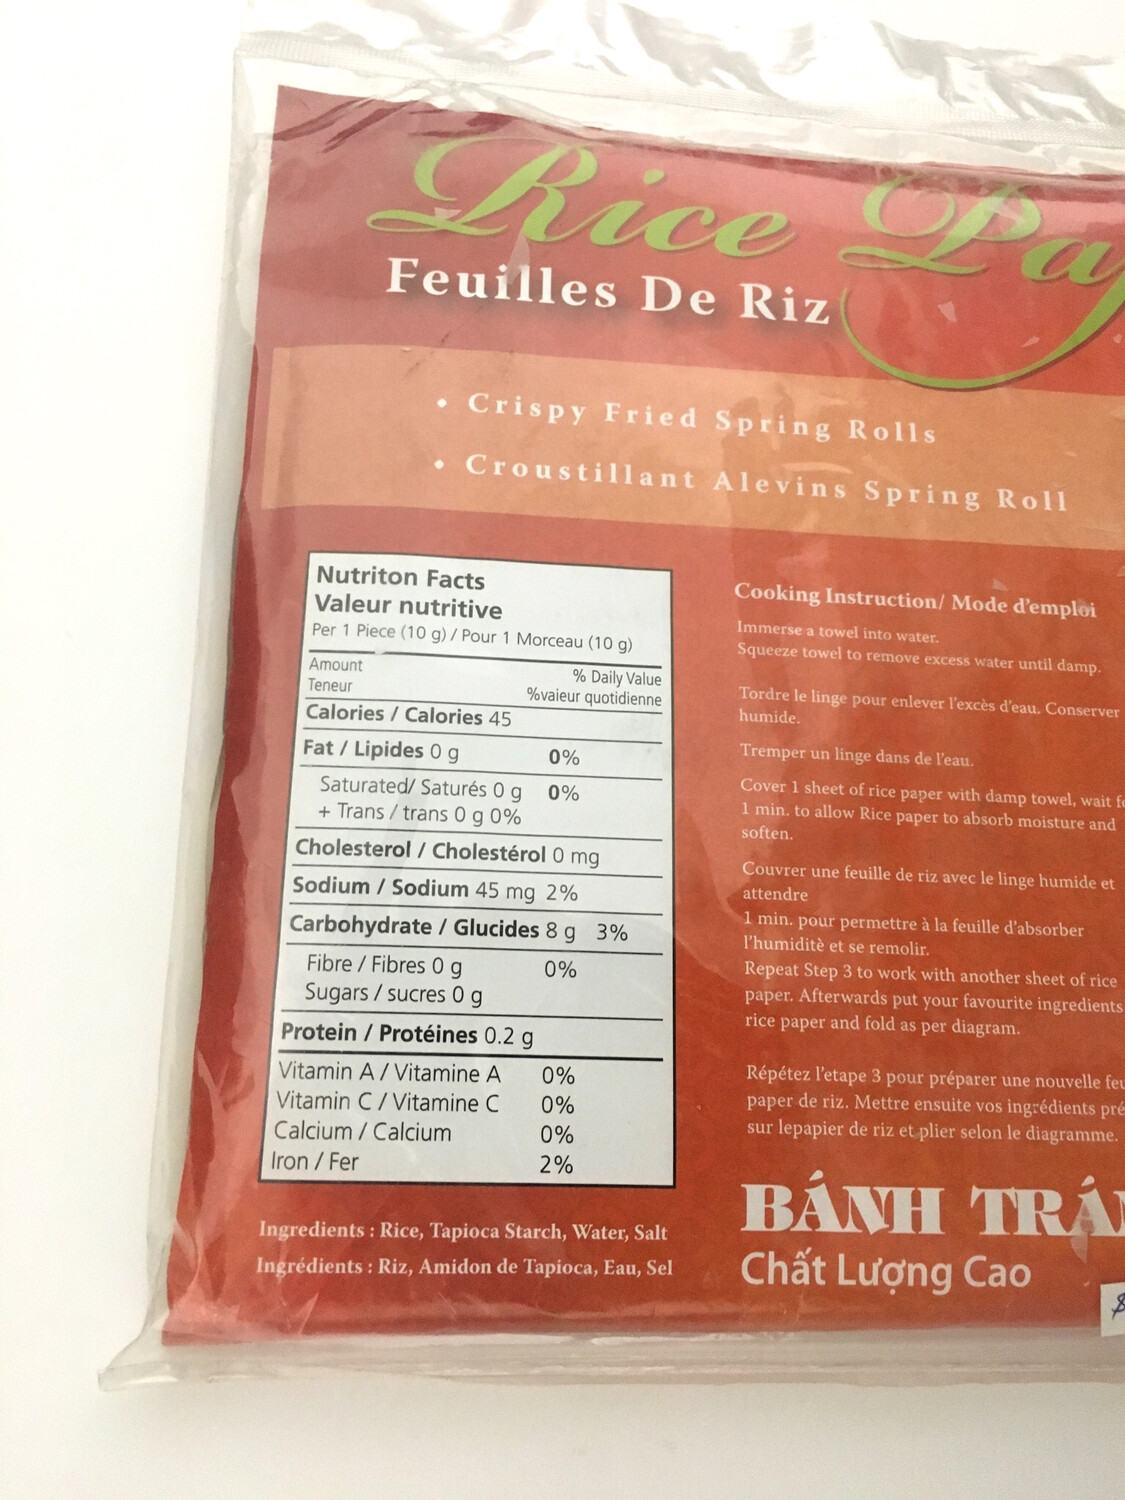 Rice
Feuilles De Riz
• Crispy Fried Spring Rolls
• Croustillant Alevins Spring Roll
Nutriton Facts
Valeur nutritive
Per 1 Piece (10 g) / Pour 1 Morceau (10 g)
Amount % Daily Value
Teneur %vaieur quotidienne
Calories / Calories 45
Fat / Lipides 0 g 0%
Saturated/ Saturés 0 g 0%
+ Trans / trans 0 g 0%
Cholesterol / Cholestérol 0 mg
Sodium / Sodium 45 mg 2%
Carbohydrate / Glucides 8 g 3%
Fibre / Fibres 0 g 0%
Sugars / sucres 0 g
Protein / Protéines 0.2 g
Vitamin A / Vitamine A 0%
Vitamin C / Vitamine C 0%
Calcium / Calcium 0%
Iron / Fer 2%
Ingredients : Rice, Tapioca Starch, Water, Salt
Ingrédients : Riz, Amidon de Tapioca, Eau, Sel
Cooking Instruction/ Mode d'emploi
Immerse a towel into water.
Squeeze towel to remove excess water until damp.
Tordre le linge pour enlever l'excès d'eau. Conserver
humide.
Tremper un linge dans de l'eau.
Cover 1 sheet of rice paper with damp towel, wait
1 min. to allow Rice paper to absorb moisture and
soften.
Couvrer une feuille de riz avec le linge humide et
attendre
1 min. pour permettre à la feuille d'absorber
l'humiditè et se remolir.
Repeat Step 3 to work with another sheet of rice
paper. Afterwards put your favourite ingredients
rice paper and fold as per diagram.
Répétez l'etape 3 pour préparer une nouvelle
paper de riz. Mettre ensuite vos ingrédients
sur lepapier de riz et plier selon le diagramme.
BÁNH
Chất Lượng Cao
$